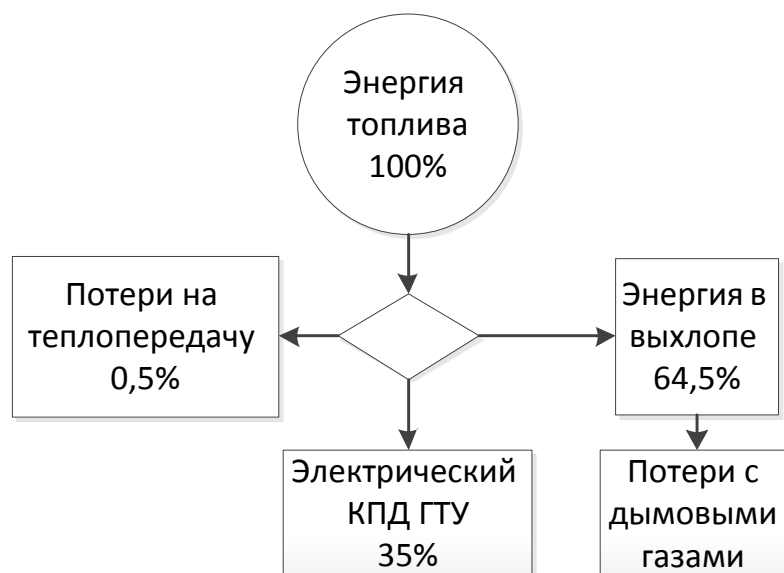 Энергия
топлива
100%
Потери на
теплопередачу
0,5%
Энергия в
выхлопе
64,5%
Электрический
КПД ГТУ
35%
Потери с
дымовыми
газами